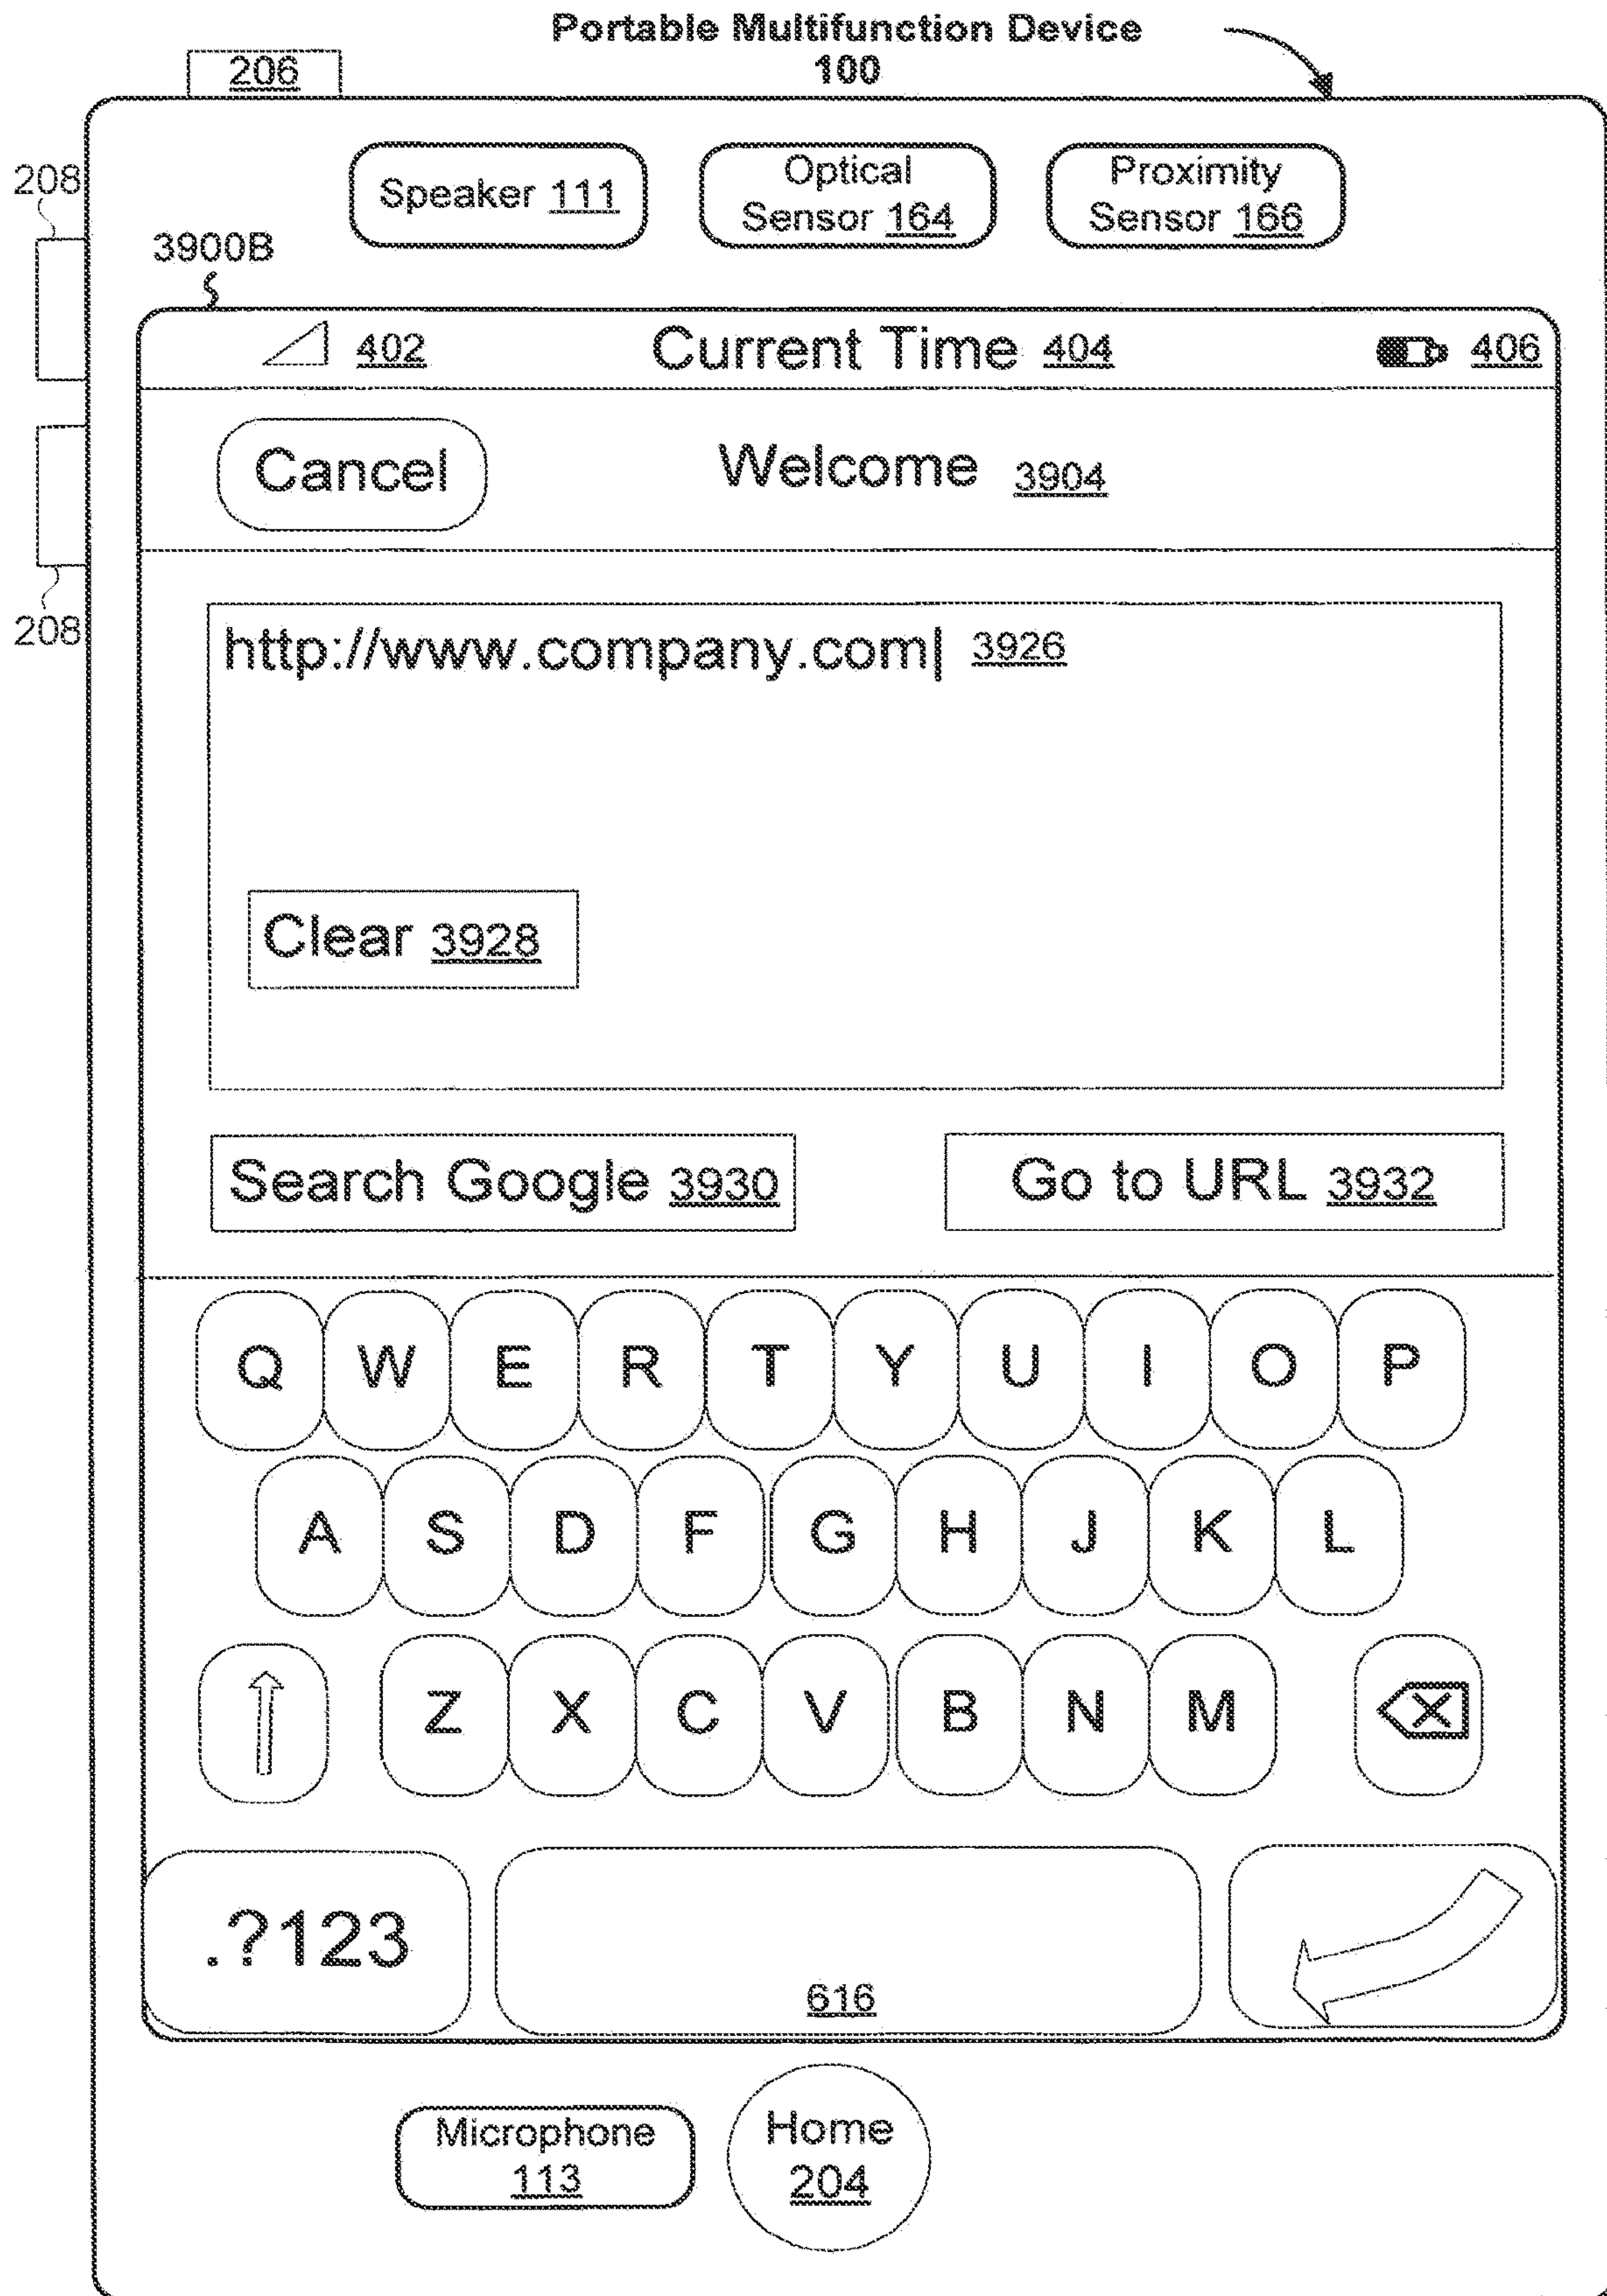 Portable Multifunction Device
100
206
208
Speaker 111
Optical
Sensor 164
Proximity
Sensor 166
3900B
402
Current Time 404
406
Cancel
Welcome 3904
208
http://www.company.com| 3926
Clear 3928
Search Google 3930
Go to URL 3932
Q W E R T Y U I O P
A S D F G H J K L
Z X C V B N M
.?123
616
Microphone
113
Home
204